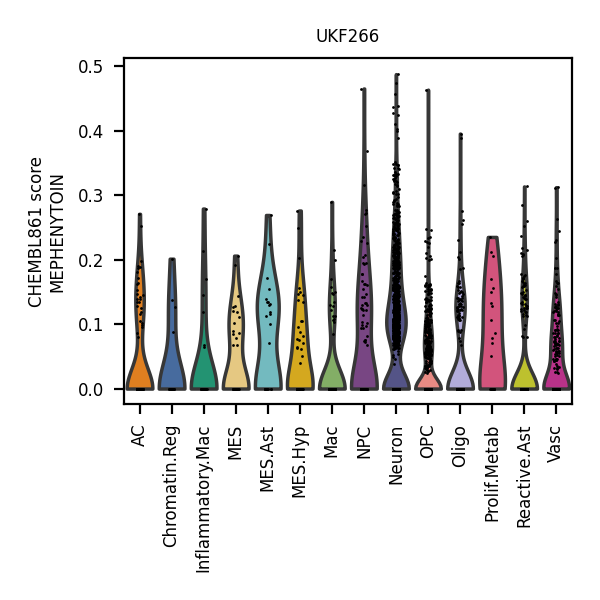 UKF266
CHEMBL861 score
MEPHENYTOIN
0.5
0.4
0.3
0.2
0.1
0.0
AC
Chromatin.Reg
Inflammatory.Mac
MES
MES.Ast
MES.Hyp
Mac
NPC
Neuron
OPC
Oligo
Prolif.Metab
Reactive.Ast
Vasc